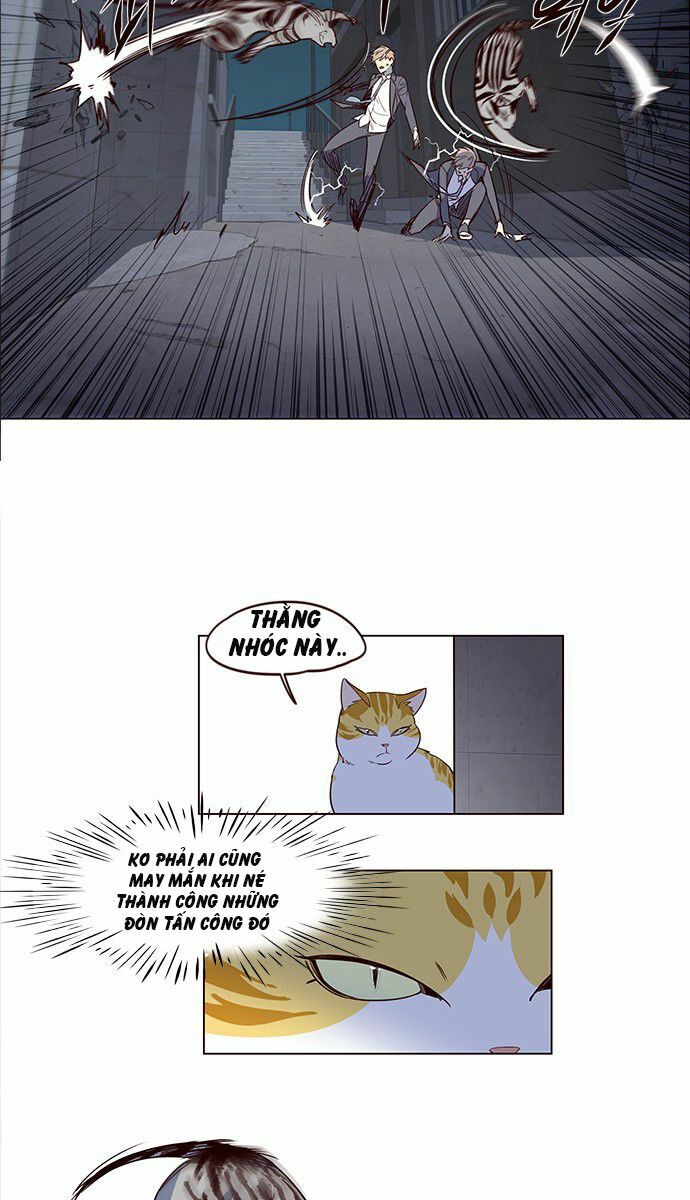 THẰNG
NHÓC NÀY..
KO PHẢI AI CŨNG
MAY MẮN KHI NÉ
THÀNH CÔNG NHỮNG
ĐÒN TẤN CÔNG ĐÓ